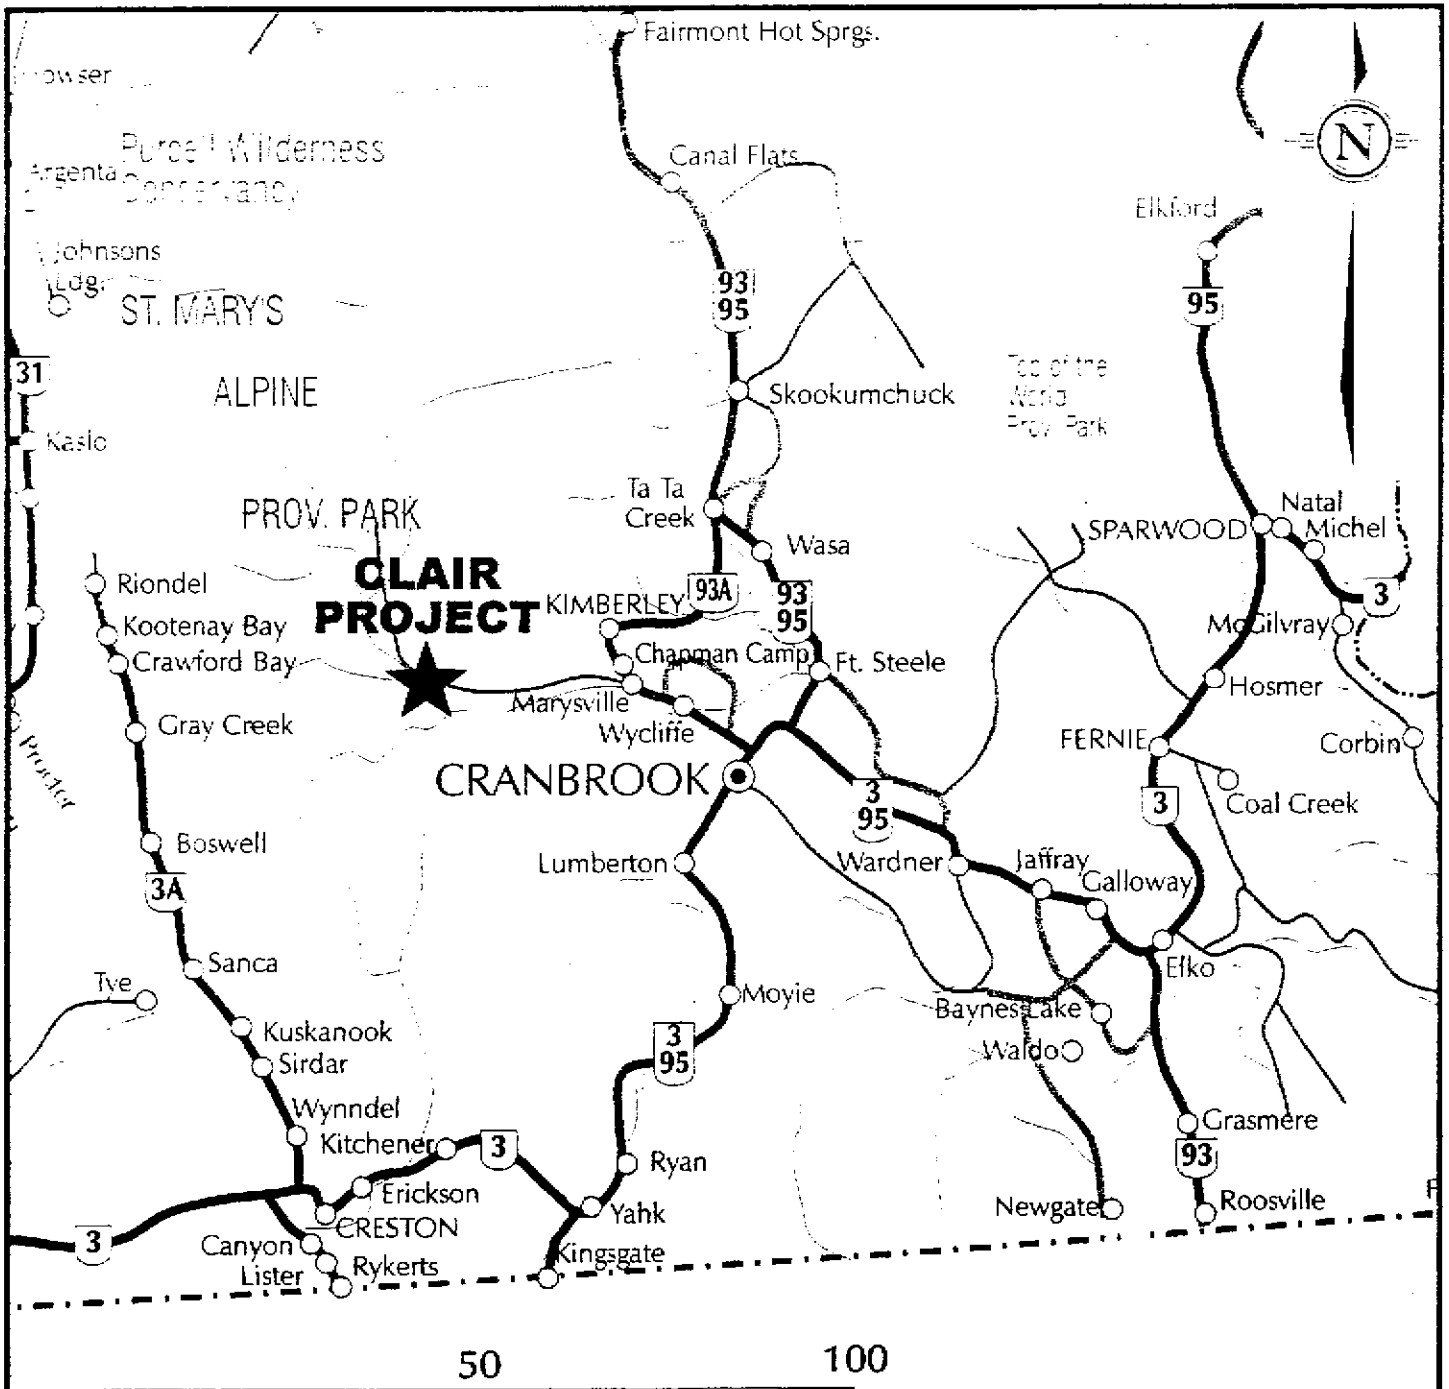 Fairmont Hot Sprgs.
Purcell Wilderness
Conservancy
Argenta
Canal Flats
N
Elkford
Johnsons
Ldg.
ST. MARY'S
ALPINE
PROV. PARK
93
95
95
31
Kaslo
Skookumchuck
Top of the
World
Prov. Park
Ta Ta
Creek
Wasa
SPARWOOD
Natal
Michel
3
CLAIR
PROJECT
Riondel
Kootenay Bay
Crawford Bay
Gray Creek
Procter
KIMBERLEY
93A
93
95
Chapman Camp
Ft. Steele
Marysville
Wycliffe
McGilvray
Hosmer
FERNIE
Corbin
Coal Creek
CRANBROOK
3
95
3
Boswell
3A
Lumberton
Wardner
Jaffray
Galloway
Elko
Sanca
Tye
Moyie
Baynes Lake
Waldo
Kuskanook
Sirdar
3
95
Wynndel
Kitchener
3
Ryan
Grasmere
93
Erickson
CRESTON
Yahk
Newgate
Roosville
3
Canyon
Lister
Rykerts
Kingsgate
50
100